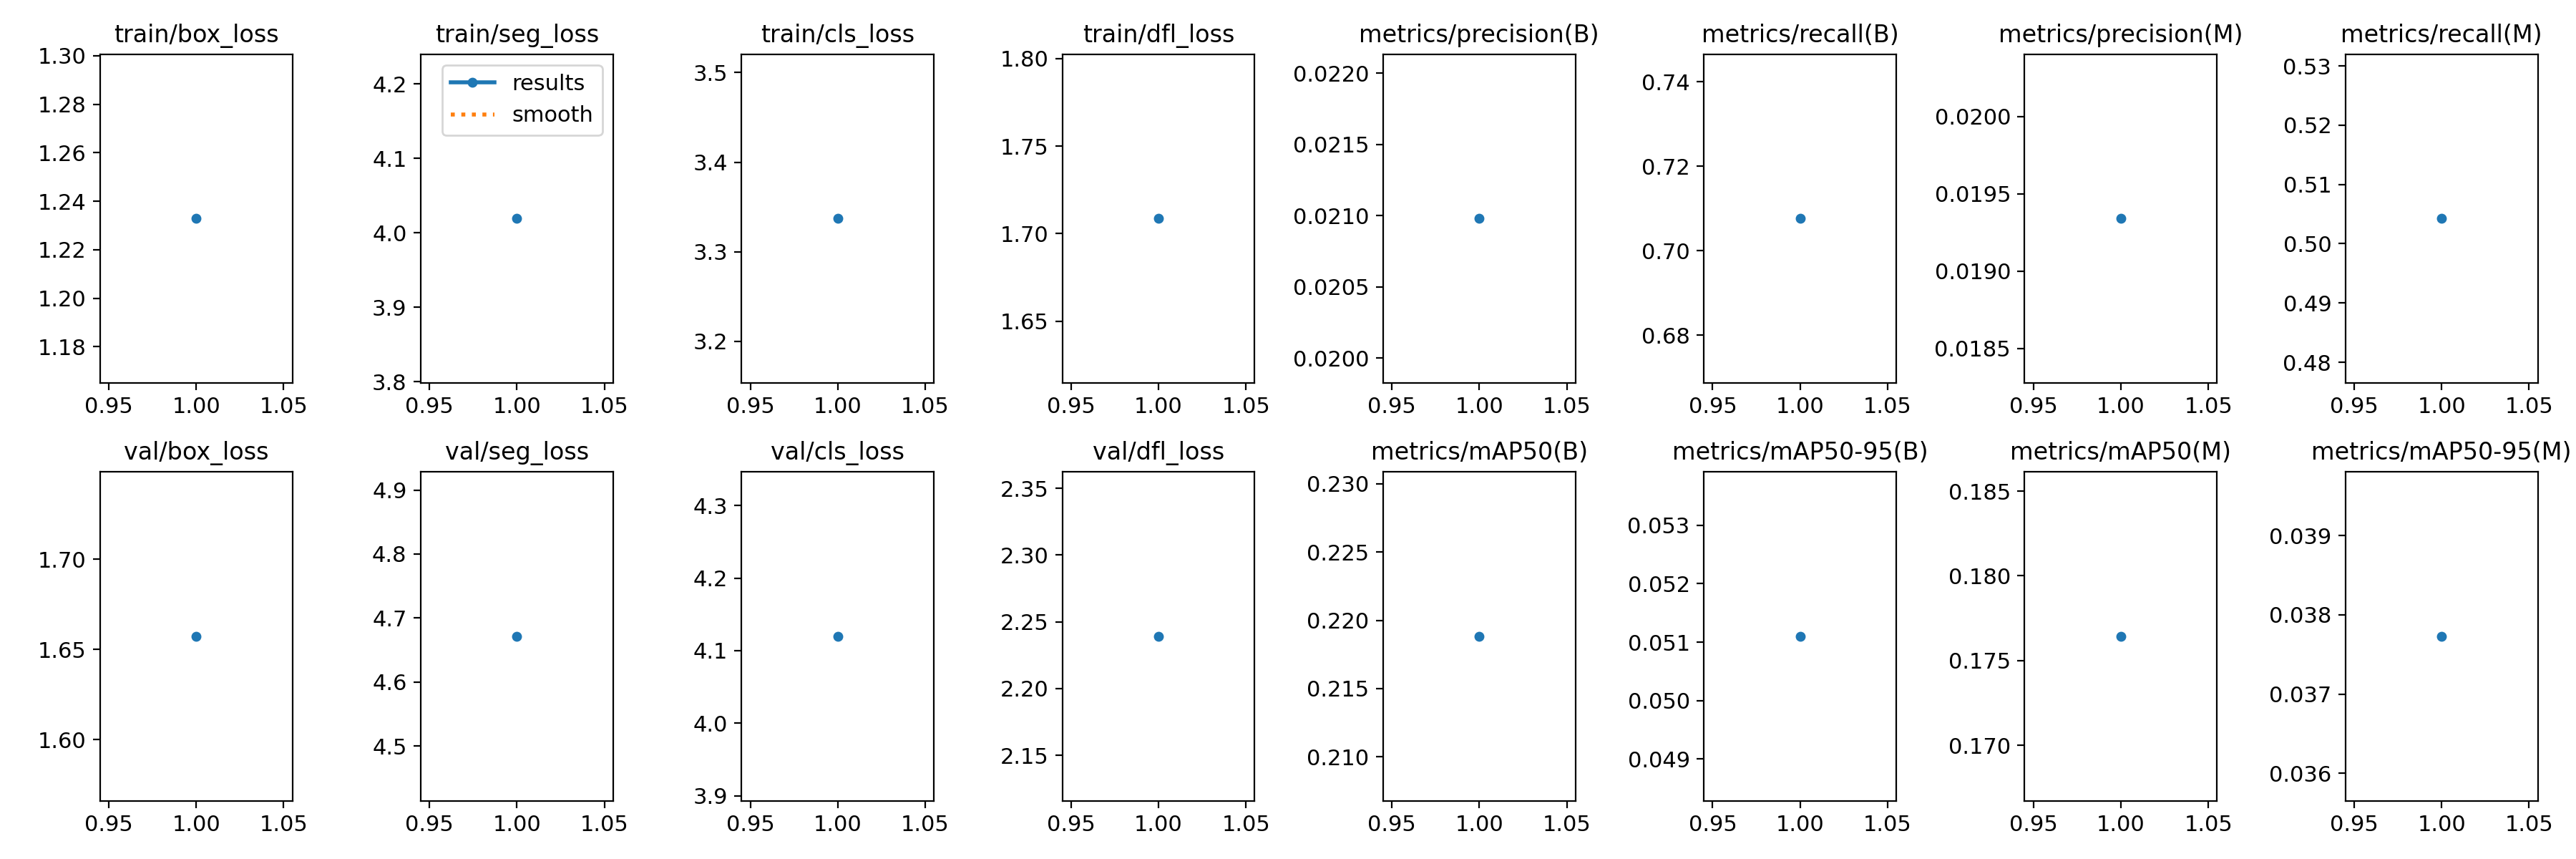 train/box_loss
1.30
1.28
1.26
1.24
1.22
1.20
1.18
0.95 1.00 1.05
train/seg_loss
results
smooth
4.2
4.1
4.0
3.9
3.8
0.95 1.00 1.05
train/cls_loss
3.5
3.4
3.3
3.2
0.95 1.00 1.05
train/dfl_loss
1.80
1.75
1.70
1.65
0.95 1.00 1.05
metrics/precision(B)
0.0220
0.0215
0.0210
0.0205
0.0200
0.95 1.00 1.05
metrics/recall(B)
0.74
0.72
0.70
0.68
0.95 1.00 1.05
metrics/precision(M)
0.0200
0.0195
0.0190
0.0185
0.95 1.00 1.05
metrics/recall(M)
0.53
0.52
0.51
0.50
0.49
0.48
0.95 1.00 1.05
val/box_loss
1.70
1.65
1.60
0.95 1.00 1.05
val/seg_loss
4.9
4.8
4.7
4.6
4.5
0.95 1.00 1.05
val/cls_loss
4.3
4.2
4.1
4.0
3.9
0.95 1.00 1.05
val/dfl_loss
2.35
2.30
2.25
2.20
2.15
0.95 1.00 1.05
metrics/mAP50(B)
0.230
0.225
0.220
0.215
0.210
0.95 1.00 1.05
metrics/mAP50-95(B)
0.053
0.052
0.051
0.050
0.049
0.95 1.00 1.05
metrics/mAP50(M)
0.185
0.180
0.175
0.170
0.95 1.00 1.05
metrics/mAP50-95(M)
0.039
0.038
0.037
0.036
0.95 1.00 1.05